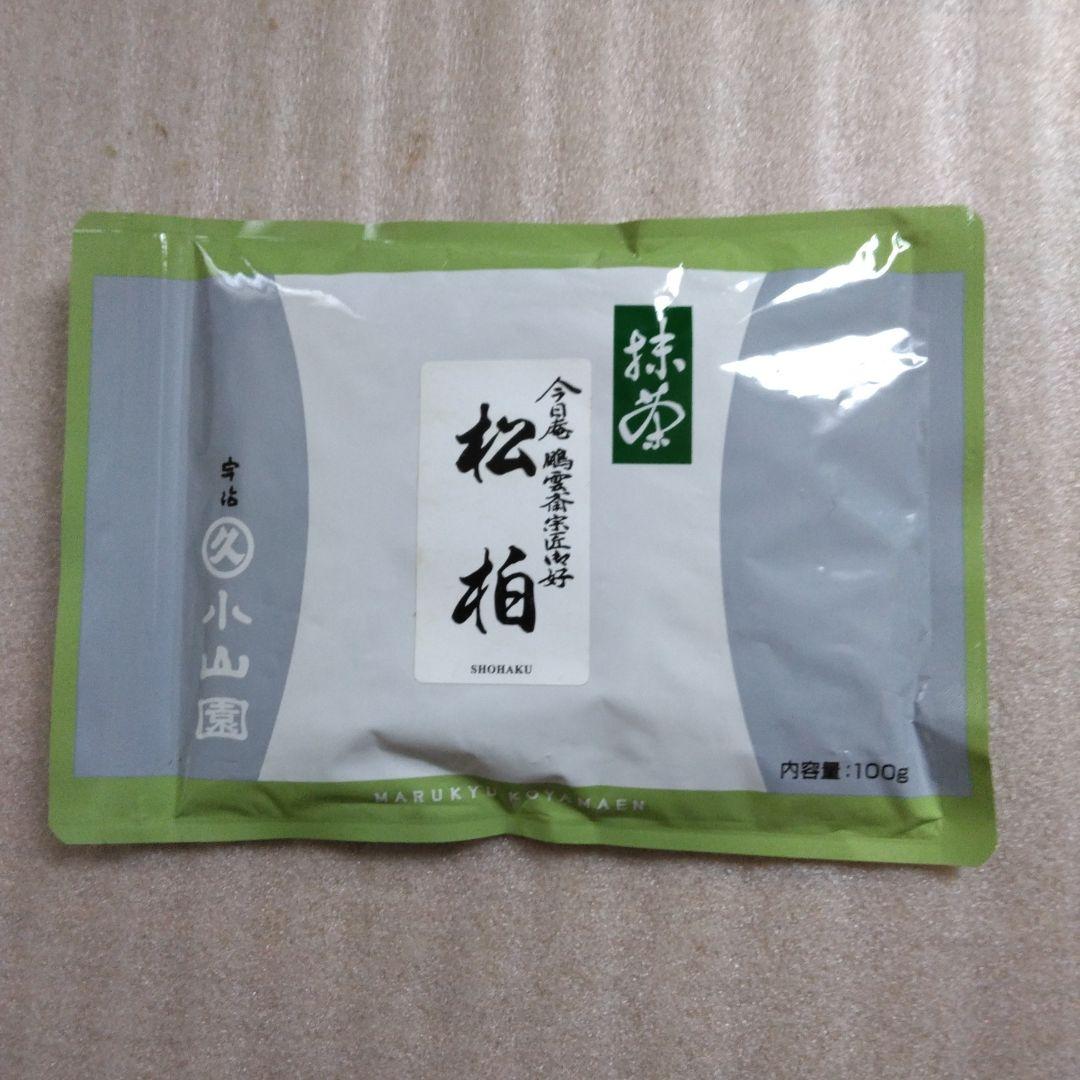 抹茶
今日庵 鵬雲斎宗匠御好
松柏
SHOHAKU
宇治
久
小山園
内容量:100g
MARUKYU KOYAMAEN